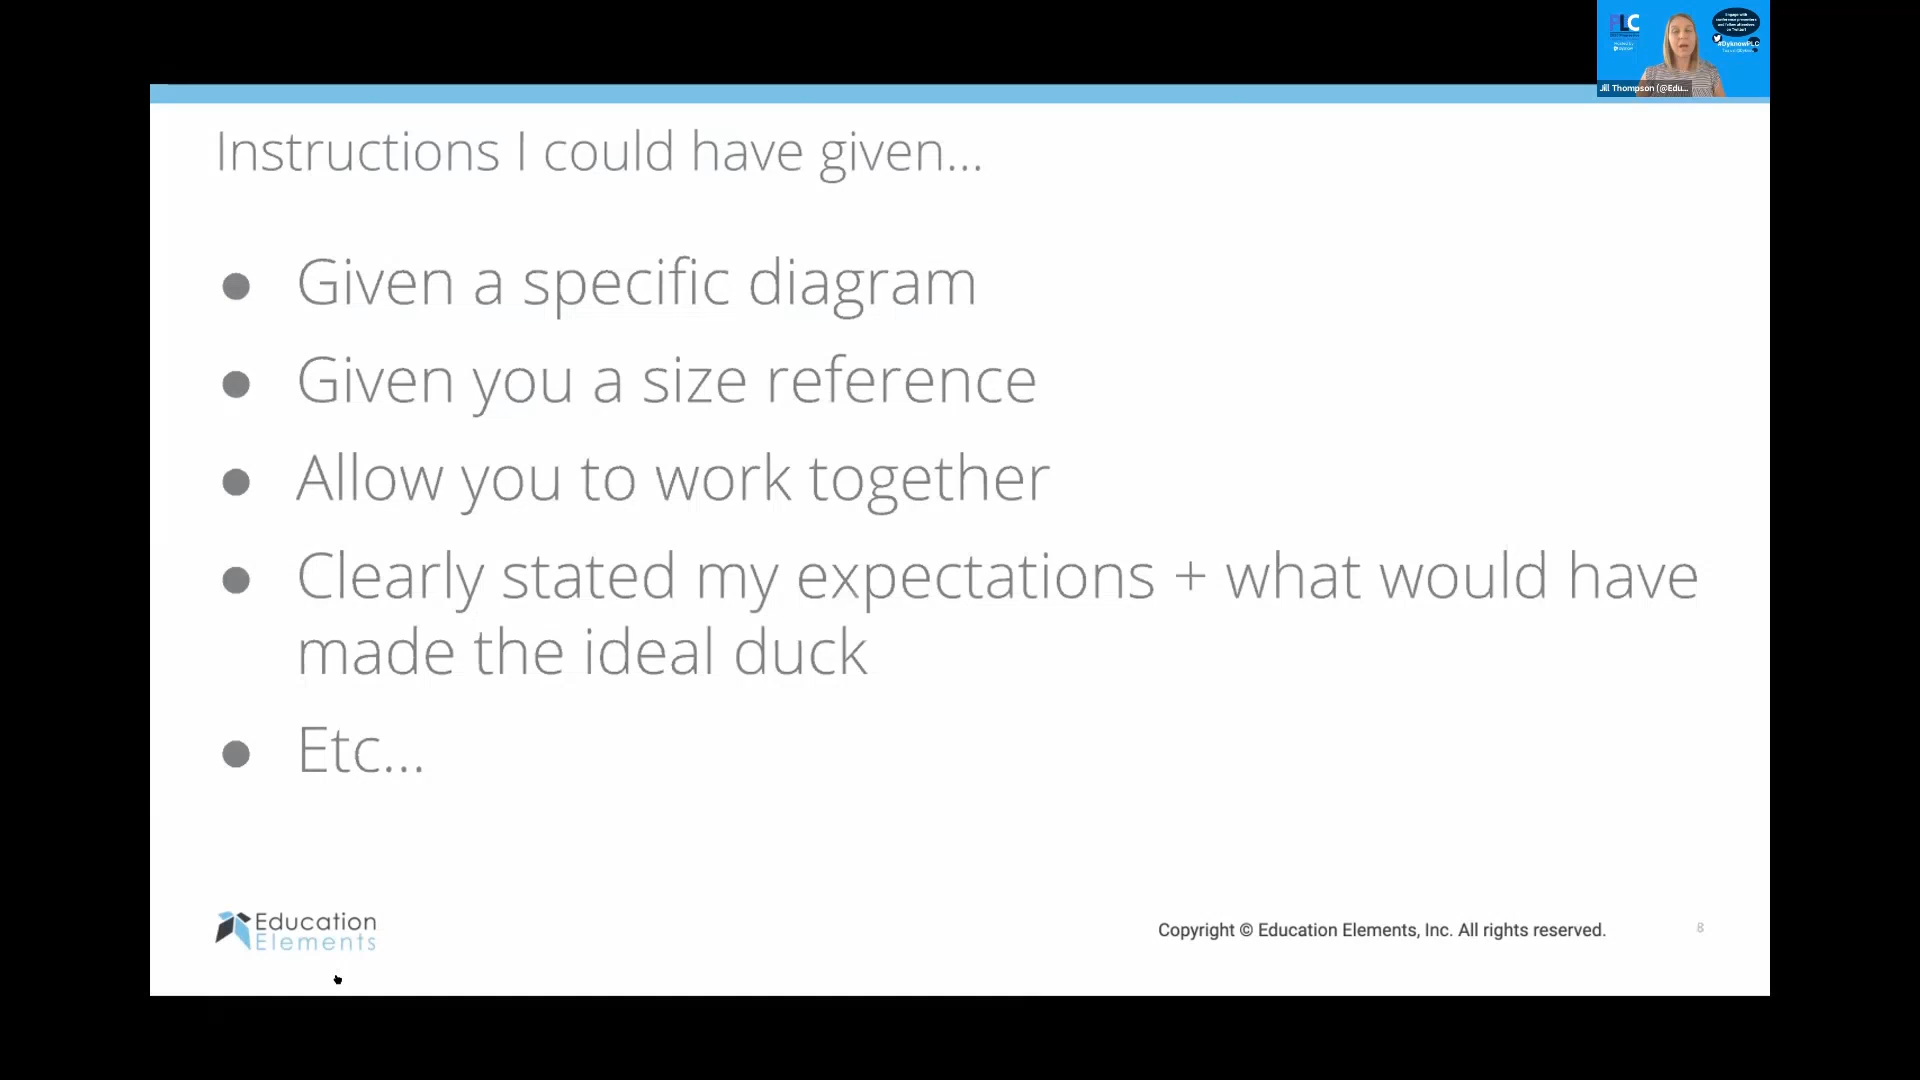 PLC
#DyknowPLC
Jill Thompson (@Edu...
Instructions I could have given...
Given a specific diagram
Given you a size reference
Allow you to work together
Clearly stated my expectations + what would have
made the ideal duck
Etc...
Education
Elements
Copyright © Education Elements, Inc. All rights reserved.
8